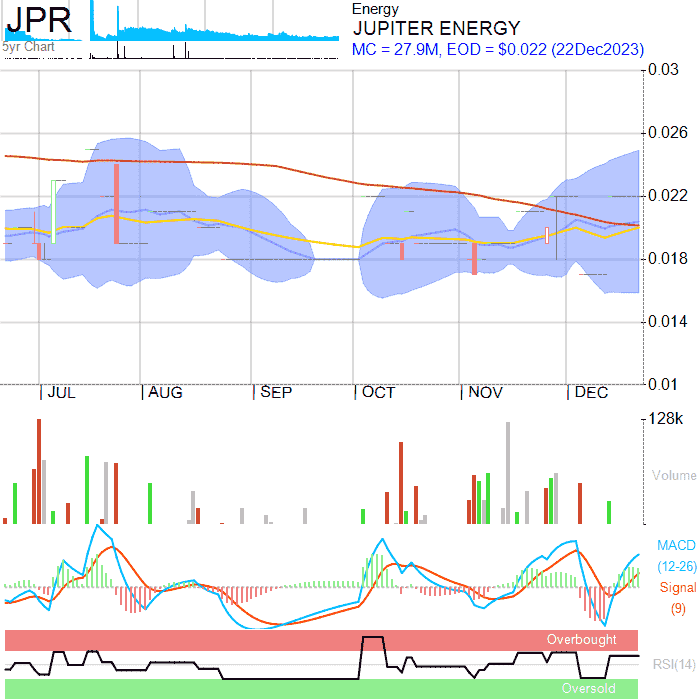 JPR
5yr Chart
Energy
JUPITER ENERGY
MC = 27.9M, EOD = $0.022 (22Dec2023)
0.03
0.026
0.022
0.018
0.014
0.01
JUL AUG SEP OCT NOV DEC
128k
Volume
MACD
(12-26)
Signal
(9)
Overbought
RSI(14)
Oversold